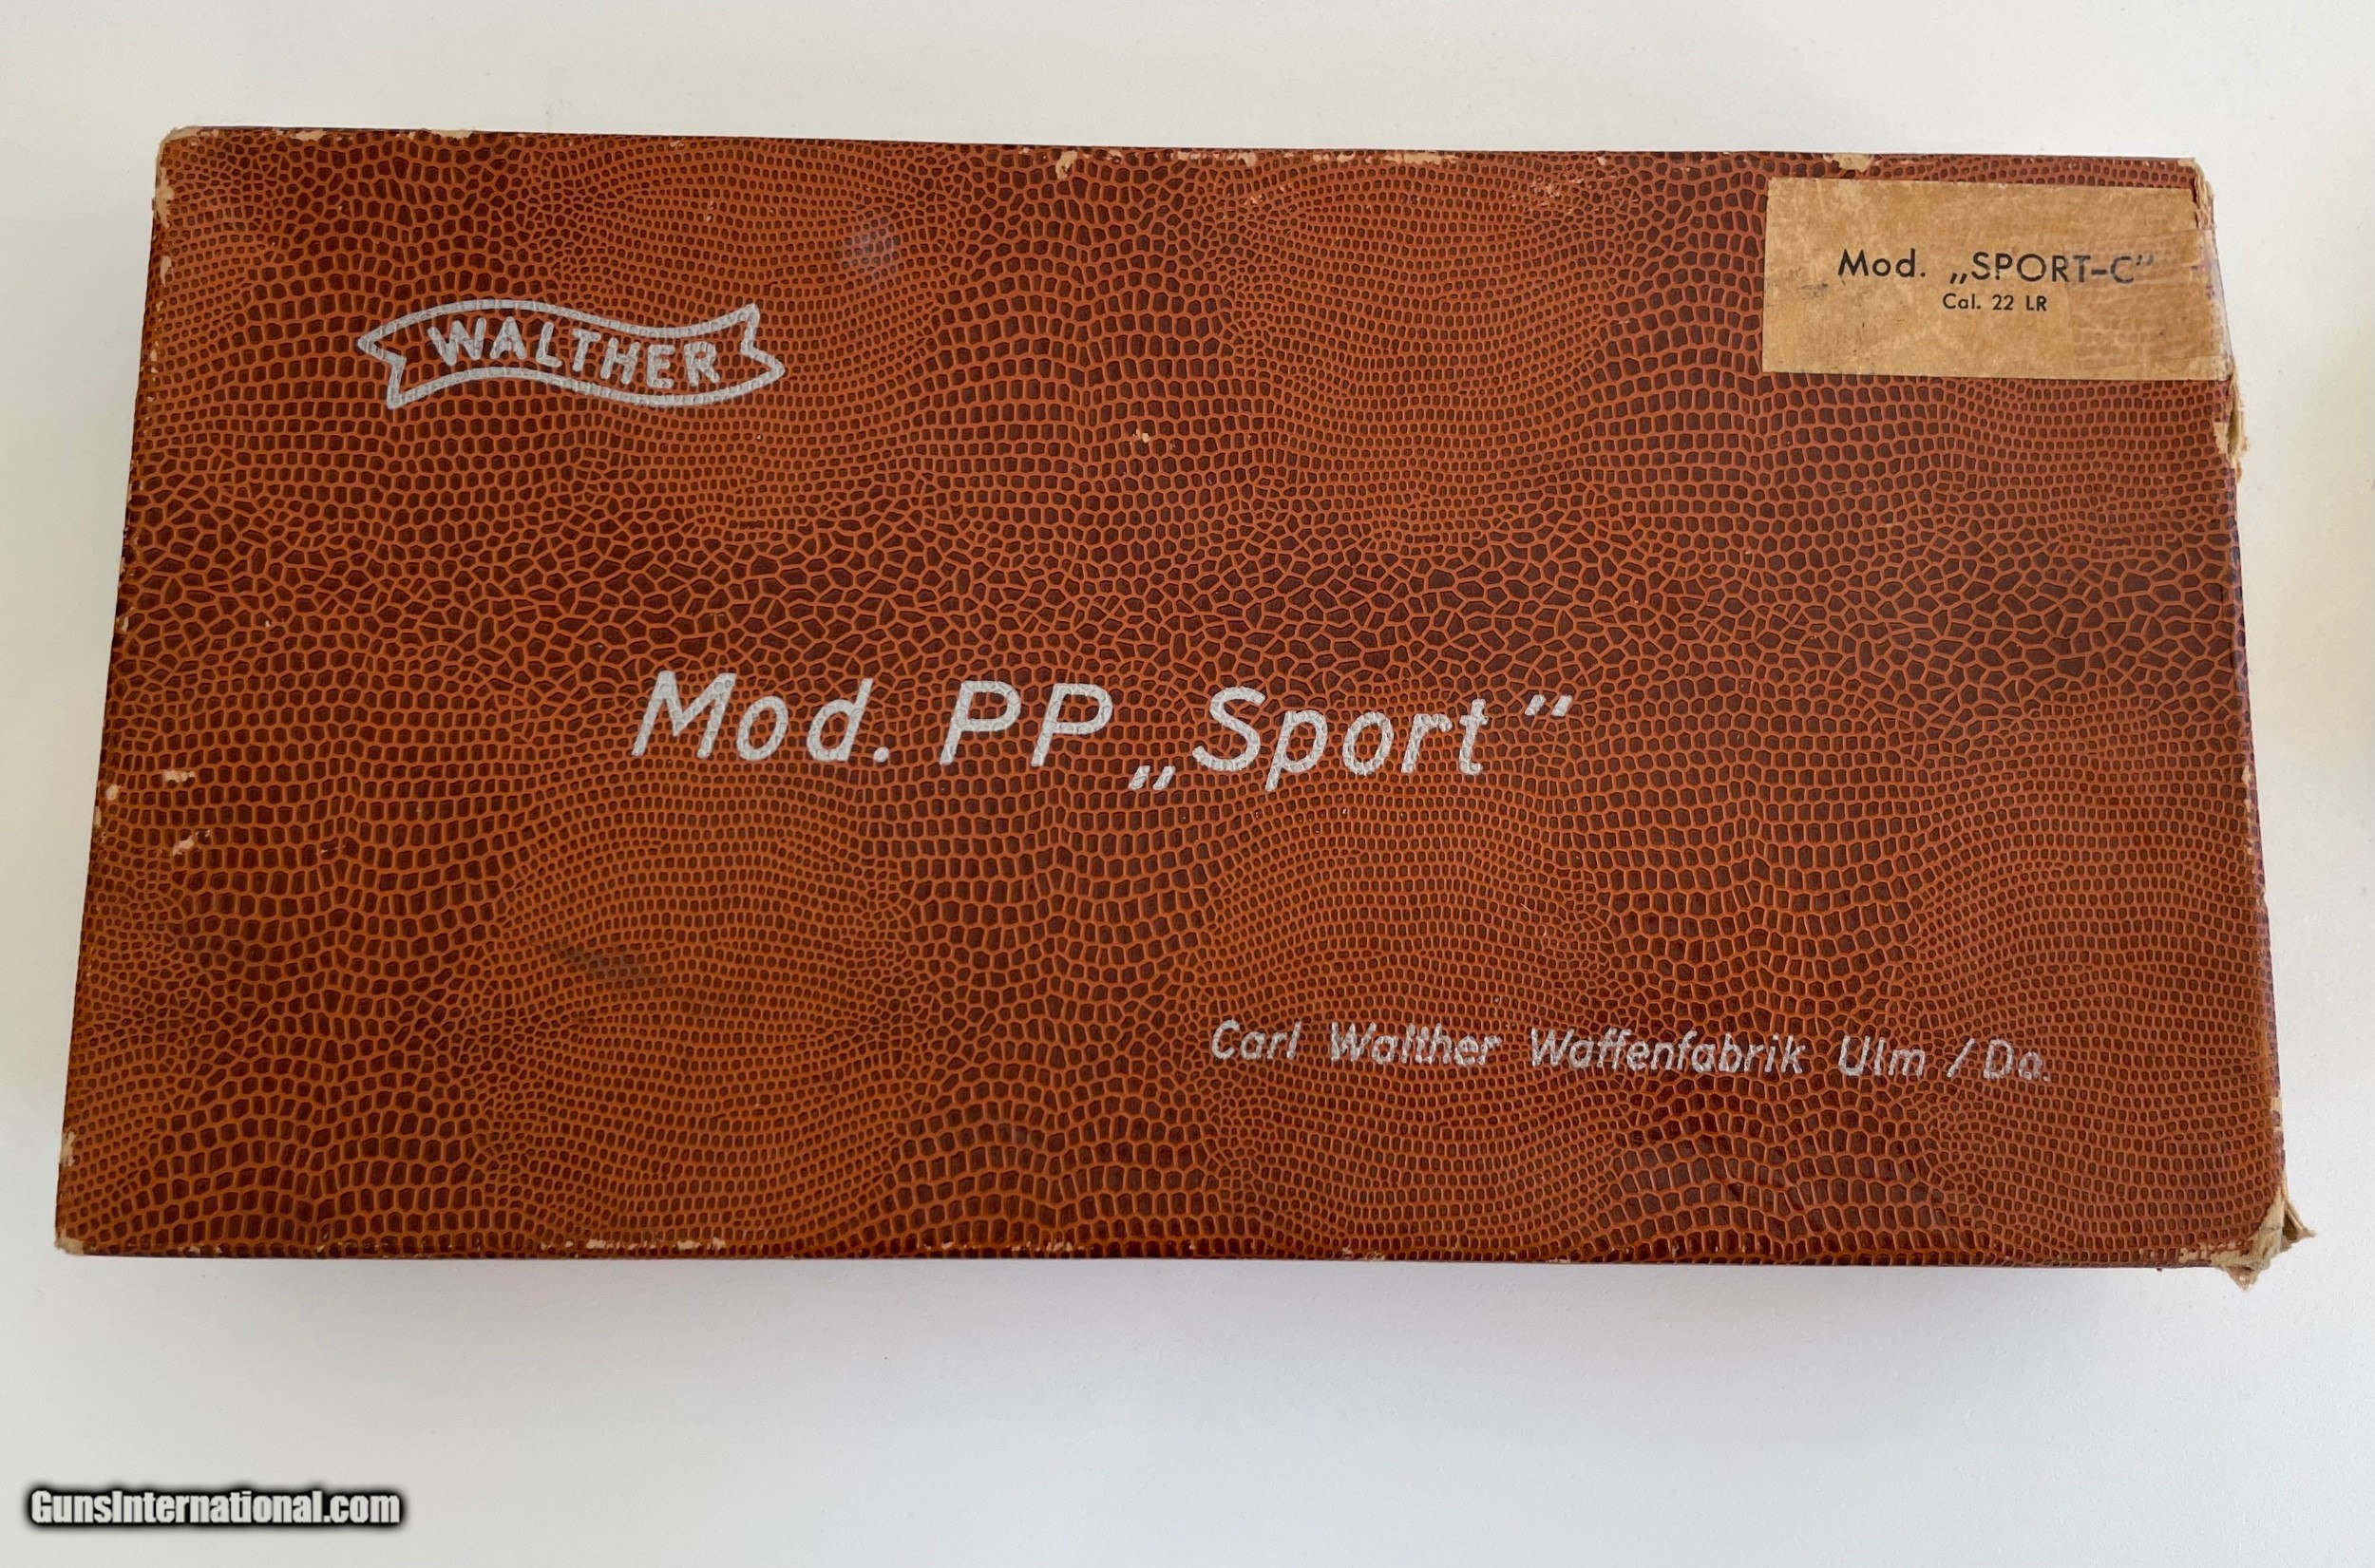 WALTHER
Mod. „SPORT-C"
Cal. 22 LR
Mod. PP „Sport"
Carl Walther Waffenfabrik Ulm / Do.
GunsInternational.com